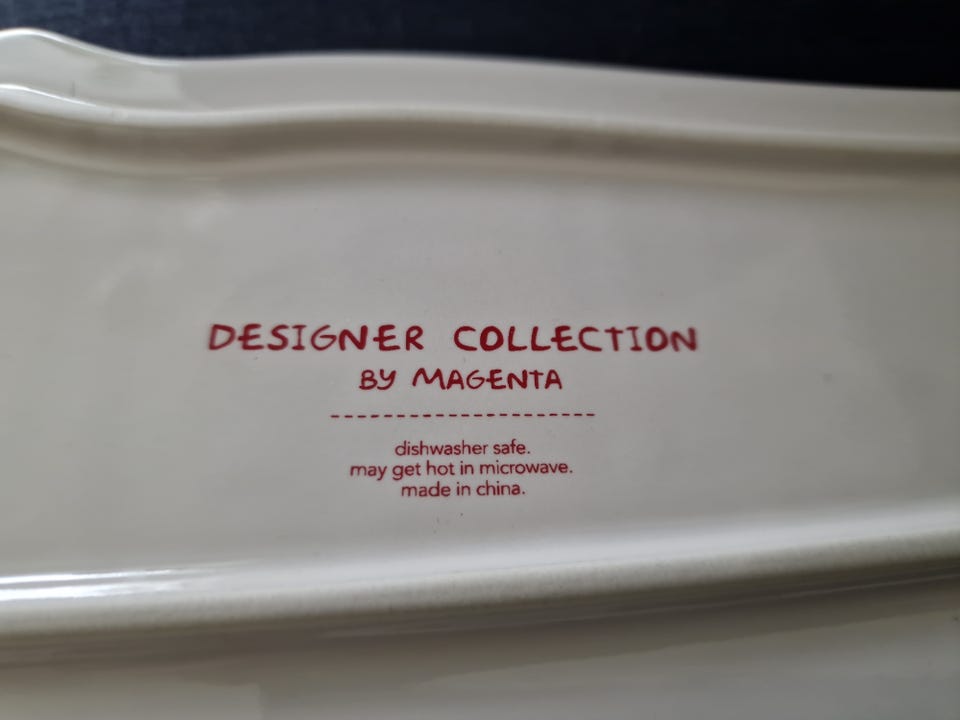 DESIGNER COLLECTION
BY MAGENTA
dishwasher safe.
may get hot in microwave.
made in china.